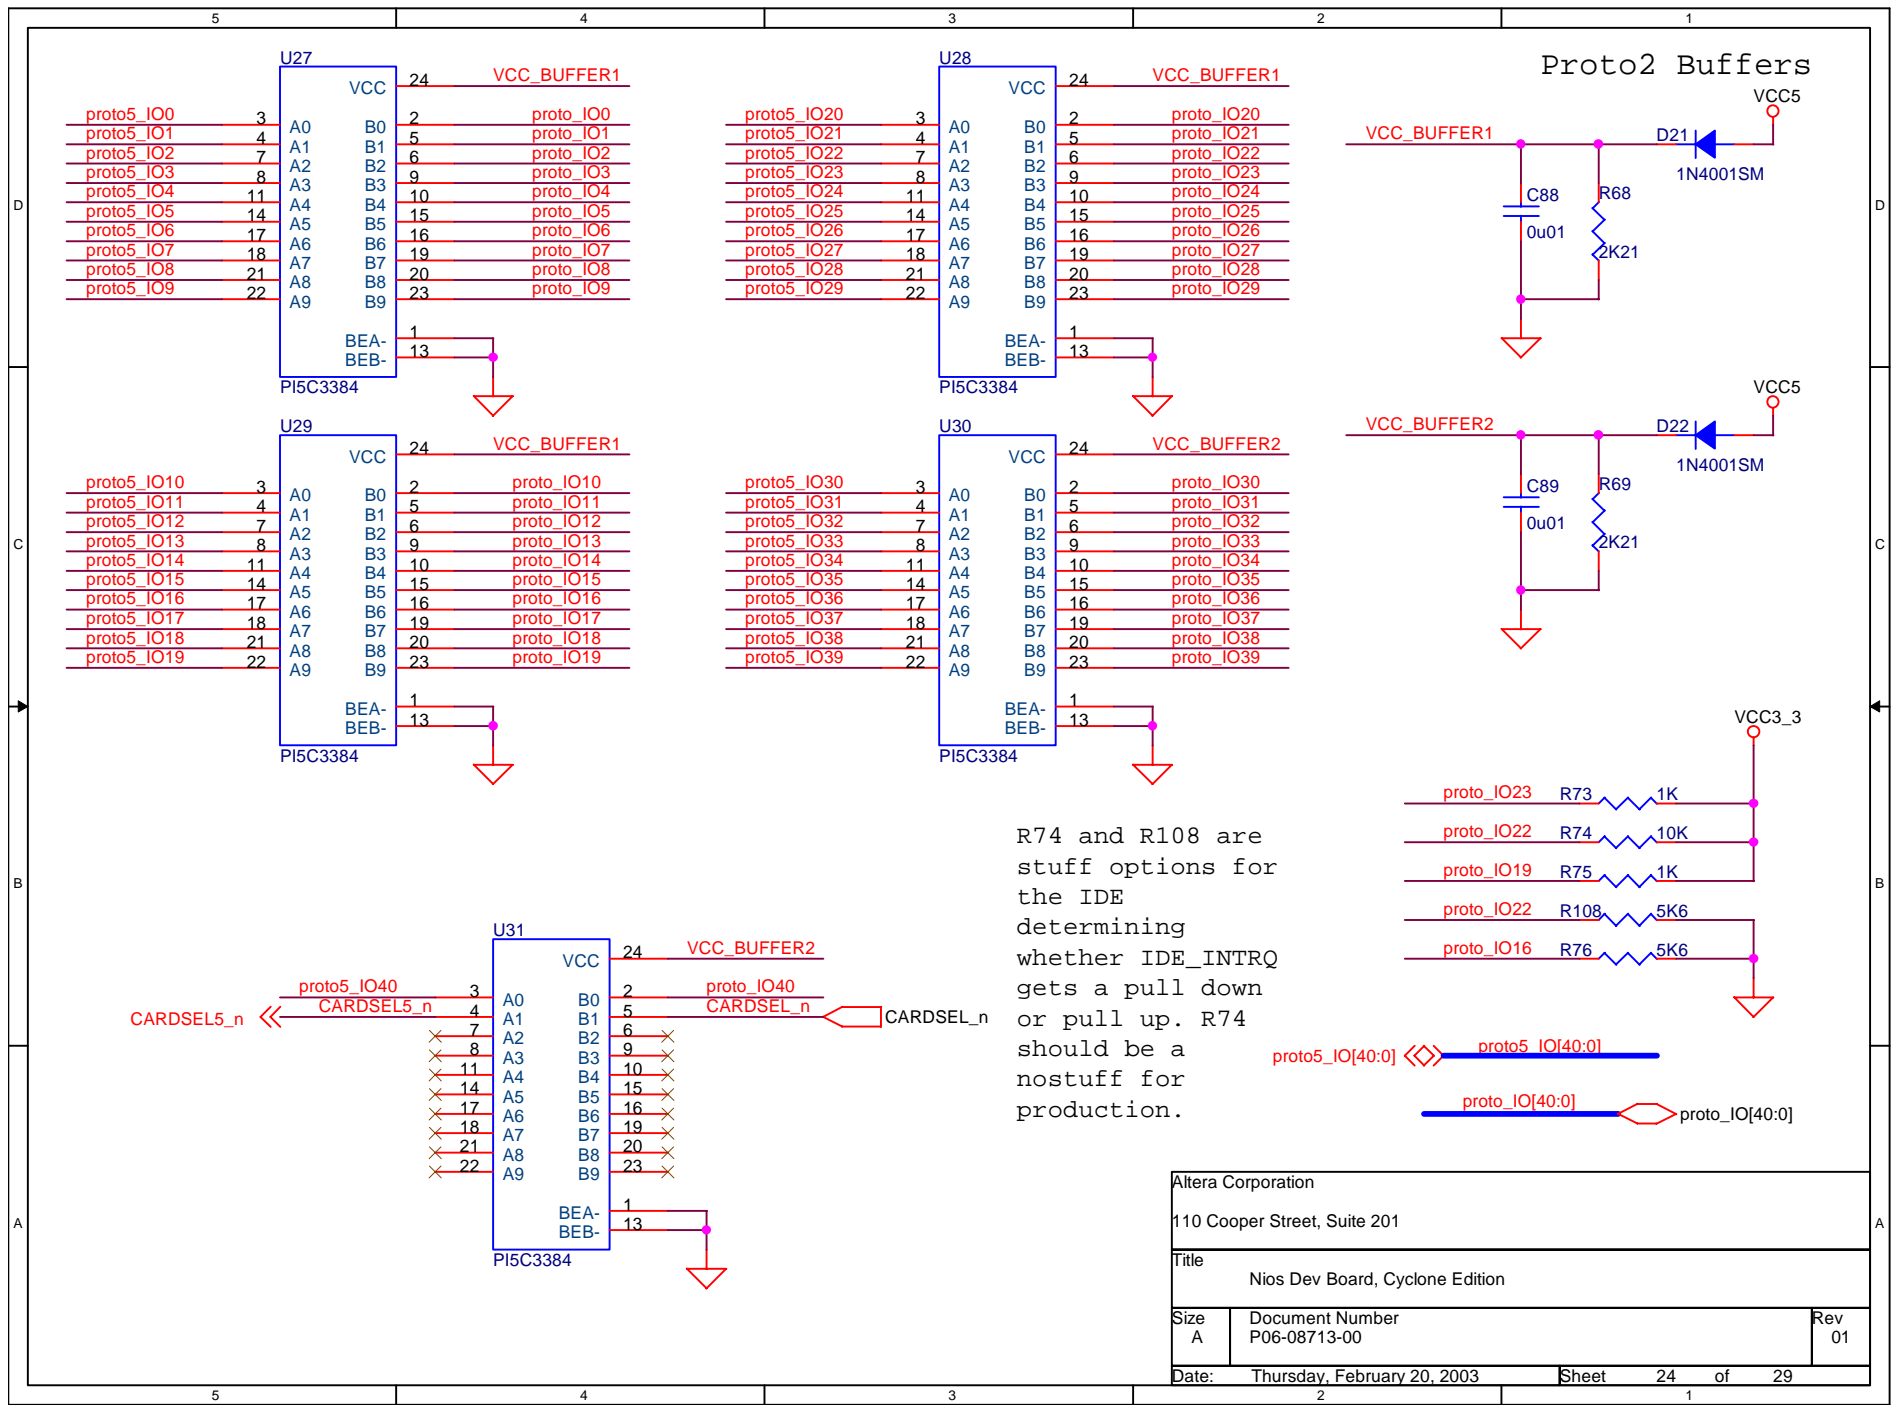 5 4 3 2 1
Proto2 Buffers
U27
VCC 24 VCC_BUFFER1
proto5_IO0 3 A0 B0 2 proto_IO0
proto5_IO1 4 A1 B1 5 proto_IO1
proto5_IO2 7 A2 B2 6 proto_IO2
proto5_IO3 8 A3 B3 9 proto_IO3
proto5_IO4 11 A4 B4 10 proto_IO4
proto5_IO5 14 A5 B5 15 proto_IO5
proto5_IO6 17 A6 B6 16 proto_IO6
proto5_IO7 18 A7 B7 19 proto_IO7
proto5_IO8 21 A8 B8 20 proto_IO8
proto5_IO9 22 A9 B9 23 proto_IO9
BEA- 1
BEB- 13
PI5C3384
U28
VCC 24 VCC_BUFFER1
proto5_IO20 3 A0 B0 2 proto_IO20
proto5_IO21 4 A1 B1 5 proto_IO21
proto5_IO22 7 A2 B2 6 proto_IO22
proto5_IO23 8 A3 B3 9 proto_IO23
proto5_IO24 11 A4 B4 10 proto_IO24
proto5_IO25 14 A5 B5 15 proto_IO25
proto5_IO26 17 A6 B6 16 proto_IO26
proto5_IO27 18 A7 B7 19 proto_IO27
proto5_IO28 21 A8 B8 20 proto_IO28
proto5_IO29 22 A9 B9 23 proto_IO29
BEA- 1
BEB- 13
PI5C3384
VCC5
VCC_BUFFER1 D21
1N4001SM
C88 R68
0u01 2K21
D D
U29
VCC 24 VCC_BUFFER1
proto5_IO10 3 A0 B0 2 proto_IO10
proto5_IO11 4 A1 B1 5 proto_IO11
proto5_IO12 7 A2 B2 6 proto_IO12
proto5_IO13 8 A3 B3 9 proto_IO13
proto5_IO14 11 A4 B4 10 proto_IO14
proto5_IO15 14 A5 B5 15 proto_IO15
proto5_IO16 17 A6 B6 16 proto_IO16
proto5_IO17 18 A7 B7 19 proto_IO17
proto5_IO18 21 A8 B8 20 proto_IO18
proto5_IO19 22 A9 B9 23 proto_IO19
BEA- 1
BEB- 13
PI5C3384
U30
VCC 24 VCC_BUFFER2
proto5_IO30 3 A0 B0 2 proto_IO30
proto5_IO31 4 A1 B1 5 proto_IO31
proto5_IO32 7 A2 B2 6 proto_IO32
proto5_IO33 8 A3 B3 9 proto_IO33
proto5_IO34 11 A4 B4 10 proto_IO34
proto5_IO35 14 A5 B5 15 proto_IO35
proto5_IO36 17 A6 B6 16 proto_IO36
proto5_IO37 18 A7 B7 19 proto_IO37
proto5_IO38 21 A8 B8 20 proto_IO38
proto5_IO39 22 A9 B9 23 proto_IO39
BEA- 1
BEB- 13
PI5C3384
VCC5
VCC_BUFFER2 D22
1N4001SM
C89 R69
0u01 2K21
C C
VCC3_3
proto_IO23 R73 1K
proto_IO22 R74 10K
proto_IO19 R75 1K
proto_IO22 R108 5K6
proto_IO16 R76 5K6
R74 and R108 are
stuff options for
the IDE
determining
whether IDE_INTRQ
gets a pull down
or pull up. R74
should be a
nostuff for
production.
B B
U31
VCC 24 VCC_BUFFER2
proto5_IO40 3 A0 B0 2 proto_IO40
CARDSEL5_n CARDSEL5_n 4 A1 B1 5 CARDSEL_n CARDSEL_n
7 A2 B2 6
8 A3 B3 9
11 A4 B4 10
14 A5 B5 15
17 A6 B6 16
18 A7 B7 19
21 A8 B8 20
22 A9 B9 23
BEA- 1
BEB- 13
PI5C3384
proto5_IO[40:0] proto5_IO[40:0]
proto_IO[40:0] proto_IO[40:0]
A A
Altera Corporation
110 Cooper Street, Suite 201
Title
Nios Dev Board, Cyclone Edition
Size Document Number Rev
A P06-08713-00 01
Date: Thursday, February 20, 2003 Sheet 24 of 29
5 4 3 2 1